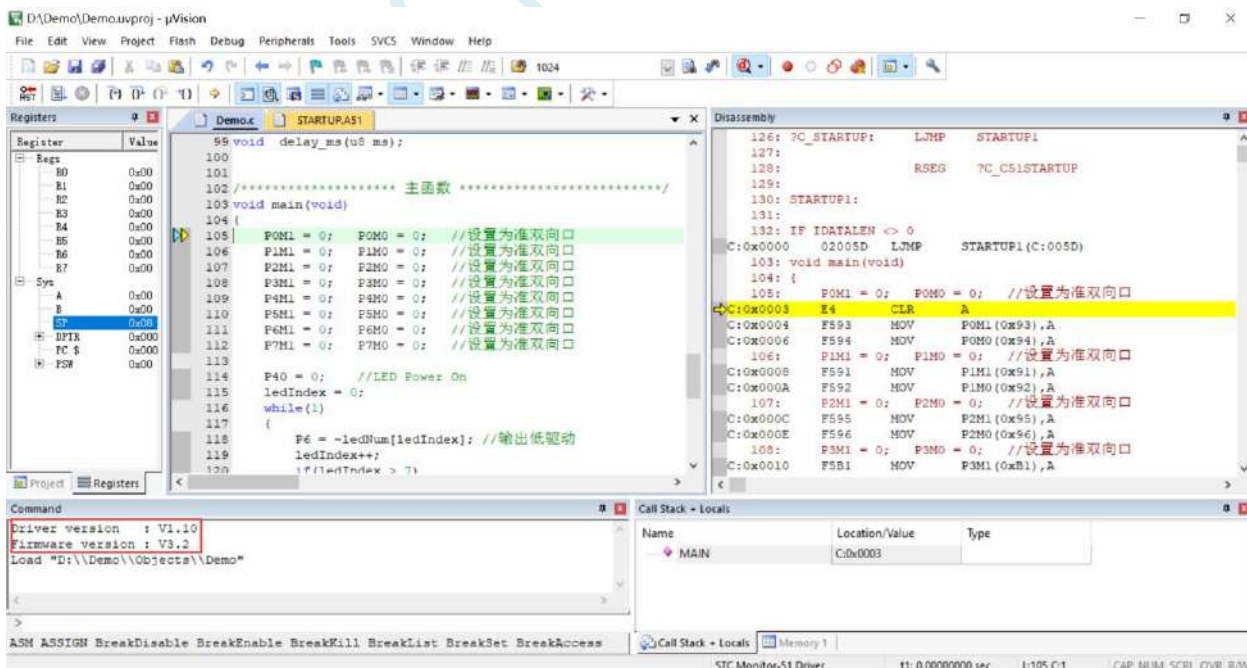 D:\Demo\Demo.uvproj - µVision
File Edit View Project Flash Debug Peripherals Tools SVCS Window Help
1024
RST
Registers
Register Value
Regs
R0 0x00
R1 0x00
R2 0x00
R3 0x00
R4 0x00
R5 0x00
R6 0x00
R7 0x00
Sys
A 0x00
B 0x00
SP 0x08
DPTR 0x000
PC $ 0x000
PSW 0x00
Project Registers
Demo.c STARTUP.A51
99 void delay_ms(u8 ms);
100
101
102 /******************** 主函数 **************************/
103 void main(void)
104 {
105 P0M1 = 0; P0M0 = 0; //设置为准双向口
106 P1M1 = 0; P1M0 = 0; //设置为准双向口
107 P2M1 = 0; P2M0 = 0; //设置为准双向口
108 P3M1 = 0; P3M0 = 0; //设置为准双向口
109 P4M1 = 0; P4M0 = 0; //设置为准双向口
110 P5M1 = 0; P5M0 = 0; //设置为准双向口
111 P6M1 = 0; P6M0 = 0; //设置为准双向口
112 P7M1 = 0; P7M0 = 0; //设置为准双向口
113
114 P40 = 0; //LED Power On
115 ledIndex = 0;
116 while(1)
117 {
118 P6 = ~ledNum[ledIndex]; //输出低驱动
119 ledIndex++;
120 if(ledIndex > 7)
Disassembly
126: ?C_STARTUP: LJMP STARTUP1
127:
128: RSEG ?C_C51STARTUP
129:
130: STARTUP1:
131:
132: IF IDATALEN <> 0
C:0x0000 02005D LJMP STARTUP1(C:005D)
103: void main(void)
104: {
105: P0M1 = 0; P0M0 = 0; //设置为准双向口
C:0x0003 E4 CLR A
C:0x0004 F593 MOV P0M1(0x93),A
C:0x0006 F594 MOV P0M0(0x94),A
106: P1M1 = 0; P1M0 = 0; //设置为准双向口
C:0x0008 F591 MOV P1M1(0x91),A
C:0x000A F592 MOV P1M0(0x92),A
107: P2M1 = 0; P2M0 = 0; //设置为准双向口
C:0x000C F595 MOV P2M1(0x95),A
C:0x000E F596 MOV P2M0(0x96),A
108: P3M1 = 0; P3M0 = 0; //设置为准双向口
C:0x0010 F5B1 MOV P3M1(0xB1),A
Command
Driver version : V1.10
Firmware version : V3.2
Load "D:\\Demo\\Objects\\Demo"
>
ASM ASSIGN BreakDisable BreakEnable BreakKill BreakList BreakSet BreakAccess
Call Stack + Locals
Name Location/Value Type
MAIN C:0x0003
Call Stack + Locals Memory 1
STC Monitor-51 Driver t1: 0.00000000 sec L:105 C:1 CAP NUM SCRL OVR R/W